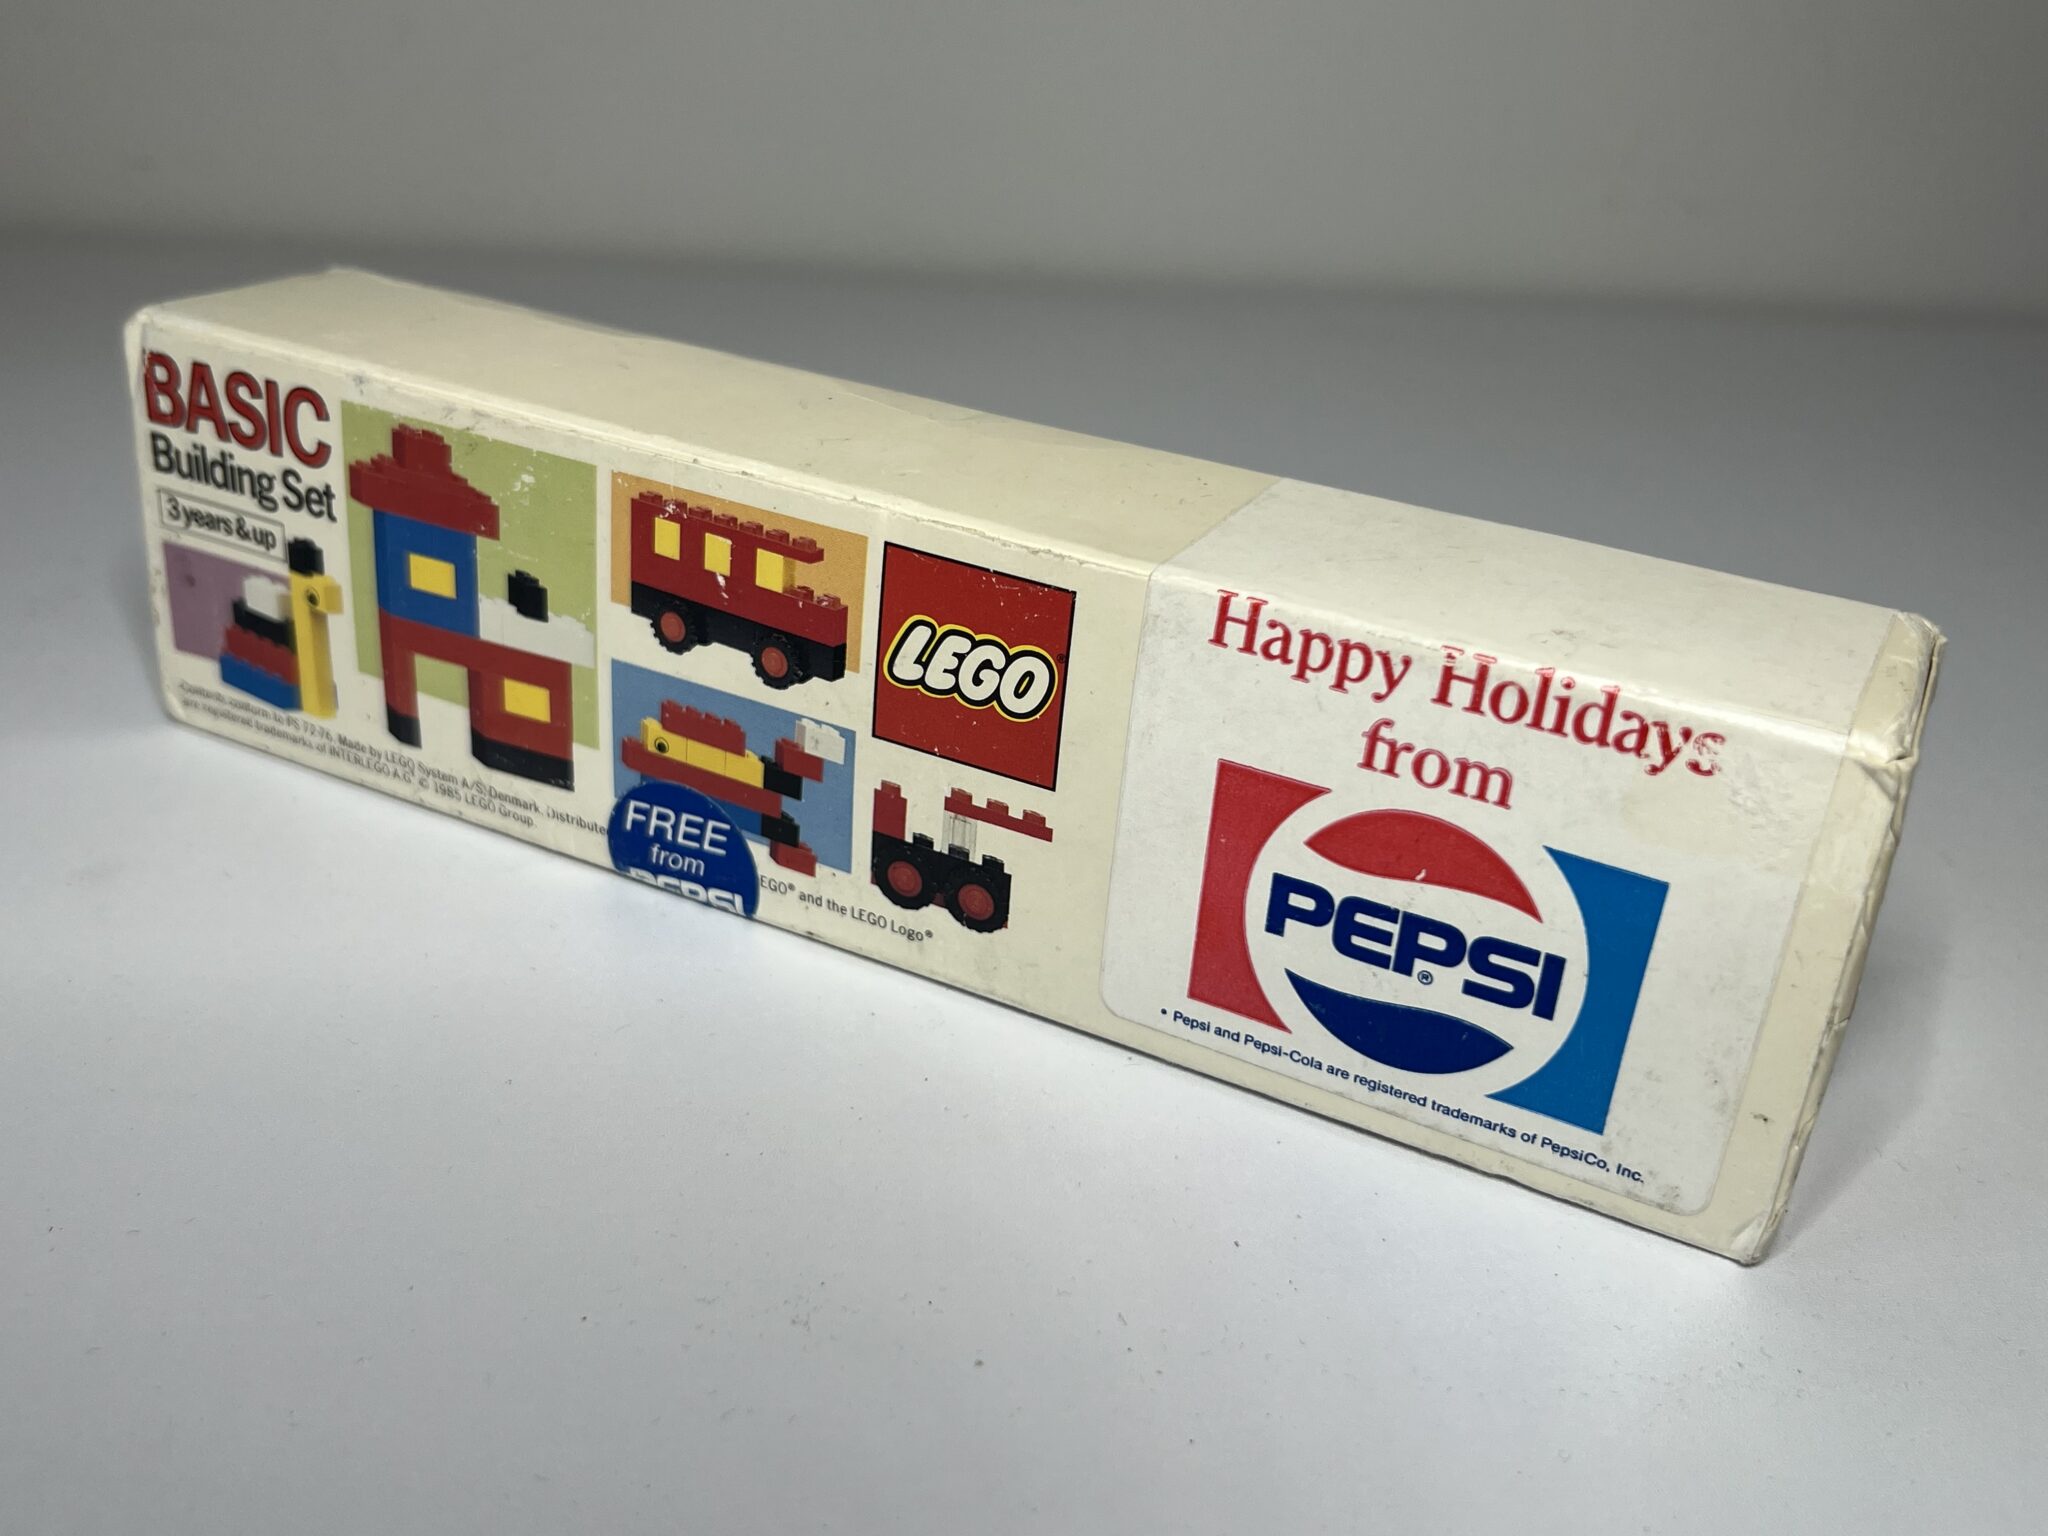 BASIC
Building Set
3 years & up
Contents conform to PS 72-76. Made by LEGO System A/S, Denmark. Distribute
are registered trademarks of INTERLEGO A.G. © 1985 LEGO Group.
FREE
from
PEPSI
EGO® and the LEGO Logo®
LEGO®
Happy Holidays
from
PEPSI®
• Pepsi and Pepsi-Cola are registered trademarks of PepsiCo, Inc.